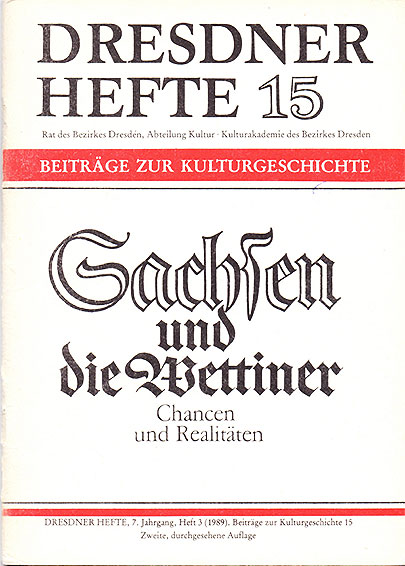 DRESDNER
HEFTE 15
Rat des Bezirkes Dresden, Abteilung Kultur · Kulturakademie des Bezirkes Dresden
BEITRÄGE ZUR KULTURGESCHICHTE
Sachsen
und
die Wettiner
Chancen
und Realitäten
DRESDNER HEFTE, 7. Jahrgang, Heft 3 (1989). Beiträge zur Kulturgeschichte 15
Zweite, durchgesehene Auflage